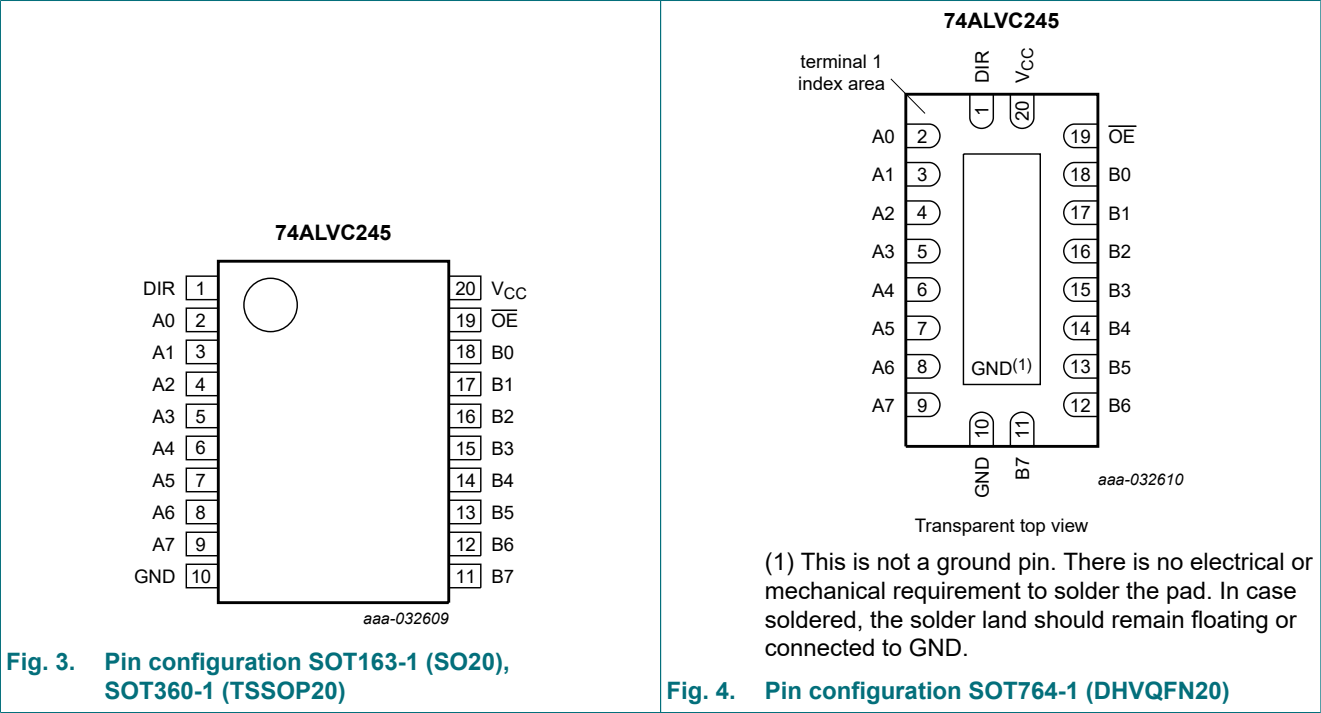 74ALVC245
DIR 1
A0 2
A1 3
A2 4
A3 5
A4 6
A5 7
A6 8
A7 9
GND 10
20 VCC
19 OE
18 B0
17 B1
16 B2
15 B3
14 B4
13 B5
12 B6
11 B7
aaa-032609
Fig. 3. Pin configuration SOT163-1 (SO20),
SOT360-1 (TSSOP20)
74ALVC245
terminal 1
index area
DIR
VCC
1
20
A0 2
A1 3
A2 4
A3 5
A4 6
A5 7
A6 8
A7 9
19 OE
18 B0
17 B1
16 B2
15 B3
14 B4
13 B5
12 B6
GND(1)
10
11
GND
B7
aaa-032610
Transparent top view
(1) This is not a ground pin. There is no electrical or
mechanical requirement to solder the pad. In case
soldered, the solder land should remain floating or
connected to GND.
Fig. 4. Pin configuration SOT764-1 (DHVQFN20)